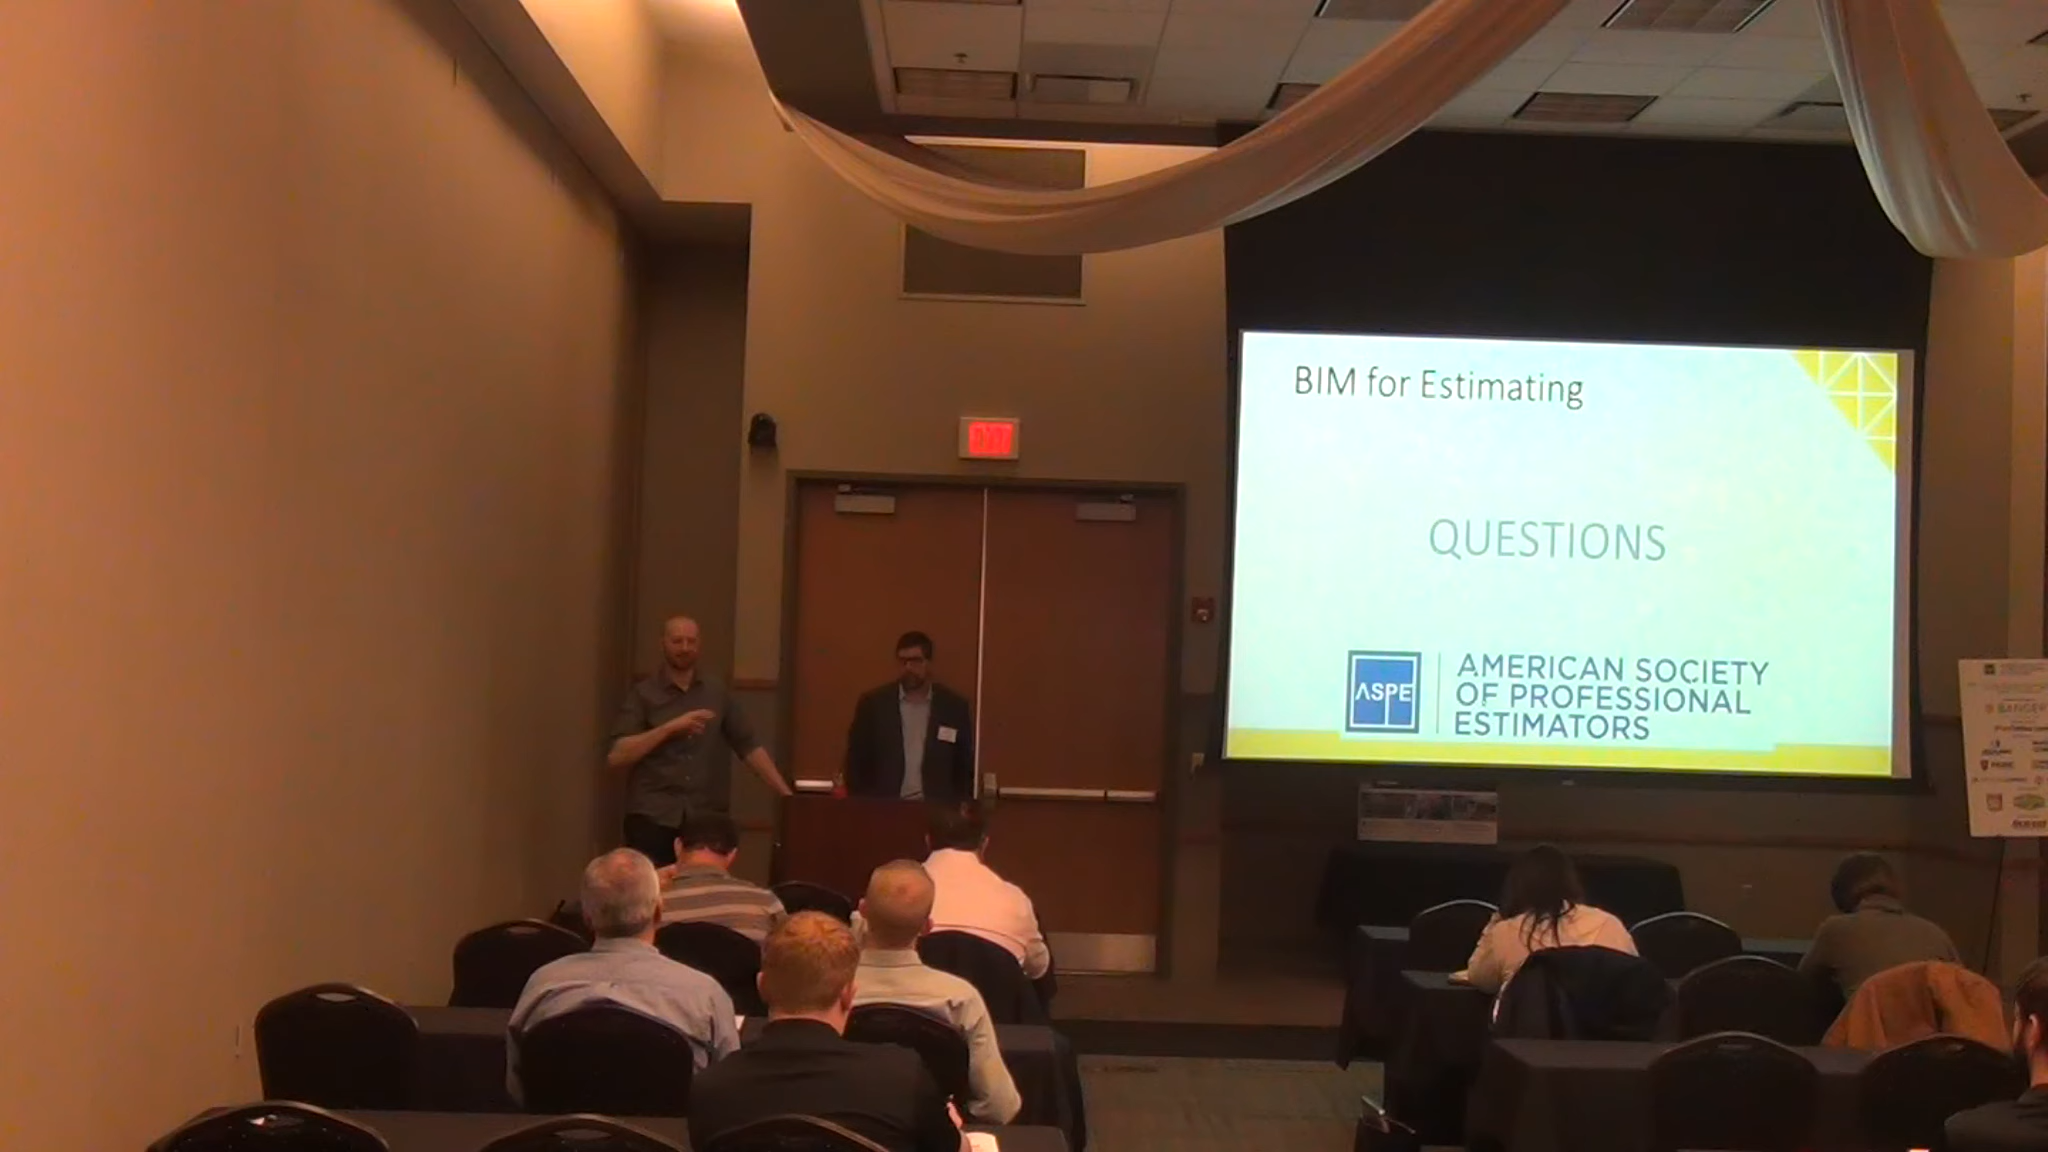 EXIT
BIM for Estimating
QUESTIONS
ASPE
AMERICAN SOCIETY
OF PROFESSIONAL
ESTIMATORS